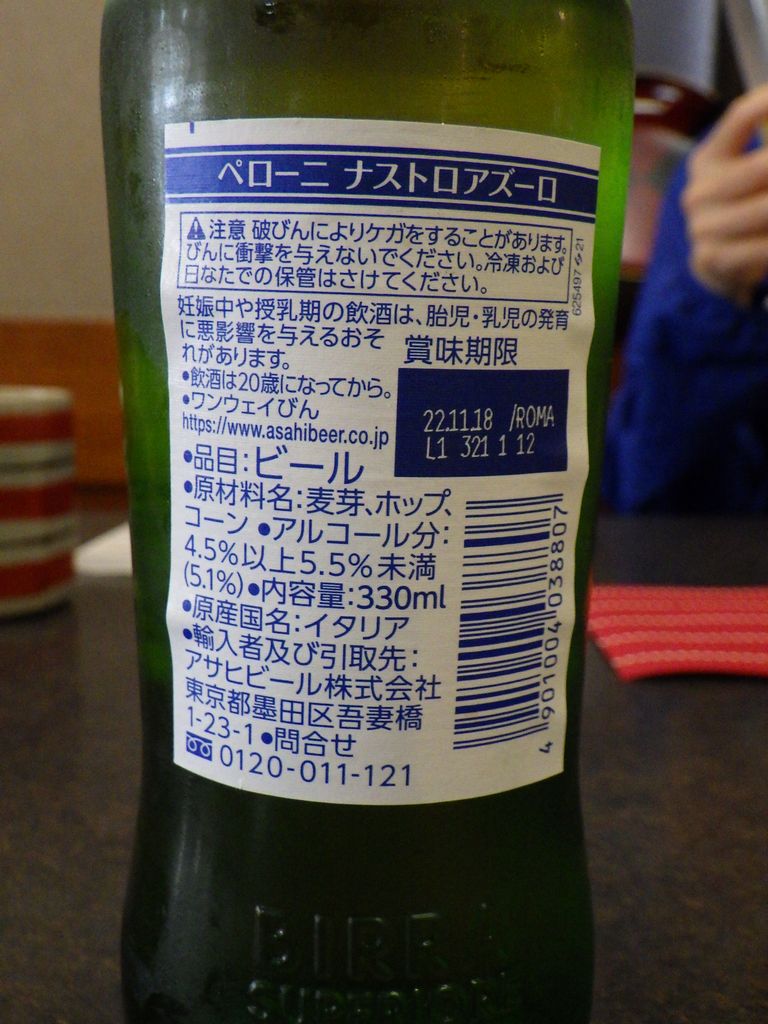 ペローニ ナストロアズーロ
注意 破びんによりケガをすることがあります。
びんに衝撃を与えないでください。冷凍および
日なたでの保管はさけてください。
625497 21
妊娠中や授乳期の飲酒は、胎児・乳児の発育
に悪影響を与えるおそ
れがあります。
賞味期限
•飲酒は20歳になってから。
•ワンウェイびん
https://www.asahibeer.co.jp
22.11.18 /ROMA
L1 321 1 12
•品目:ビール
•原材料名:麦芽、ホップ、
コーン •アルコール分:
4.5%以上5.5%未満
(5.1%)•内容量:330ml
•原産国名:イタリア
•輸入者及び引取先:
アサヒビール株式会社
東京都墨田区吾妻橋
1-23-1•問合せ
0120-011-121
4 901004 038807
BIRRA
SUPERIORE